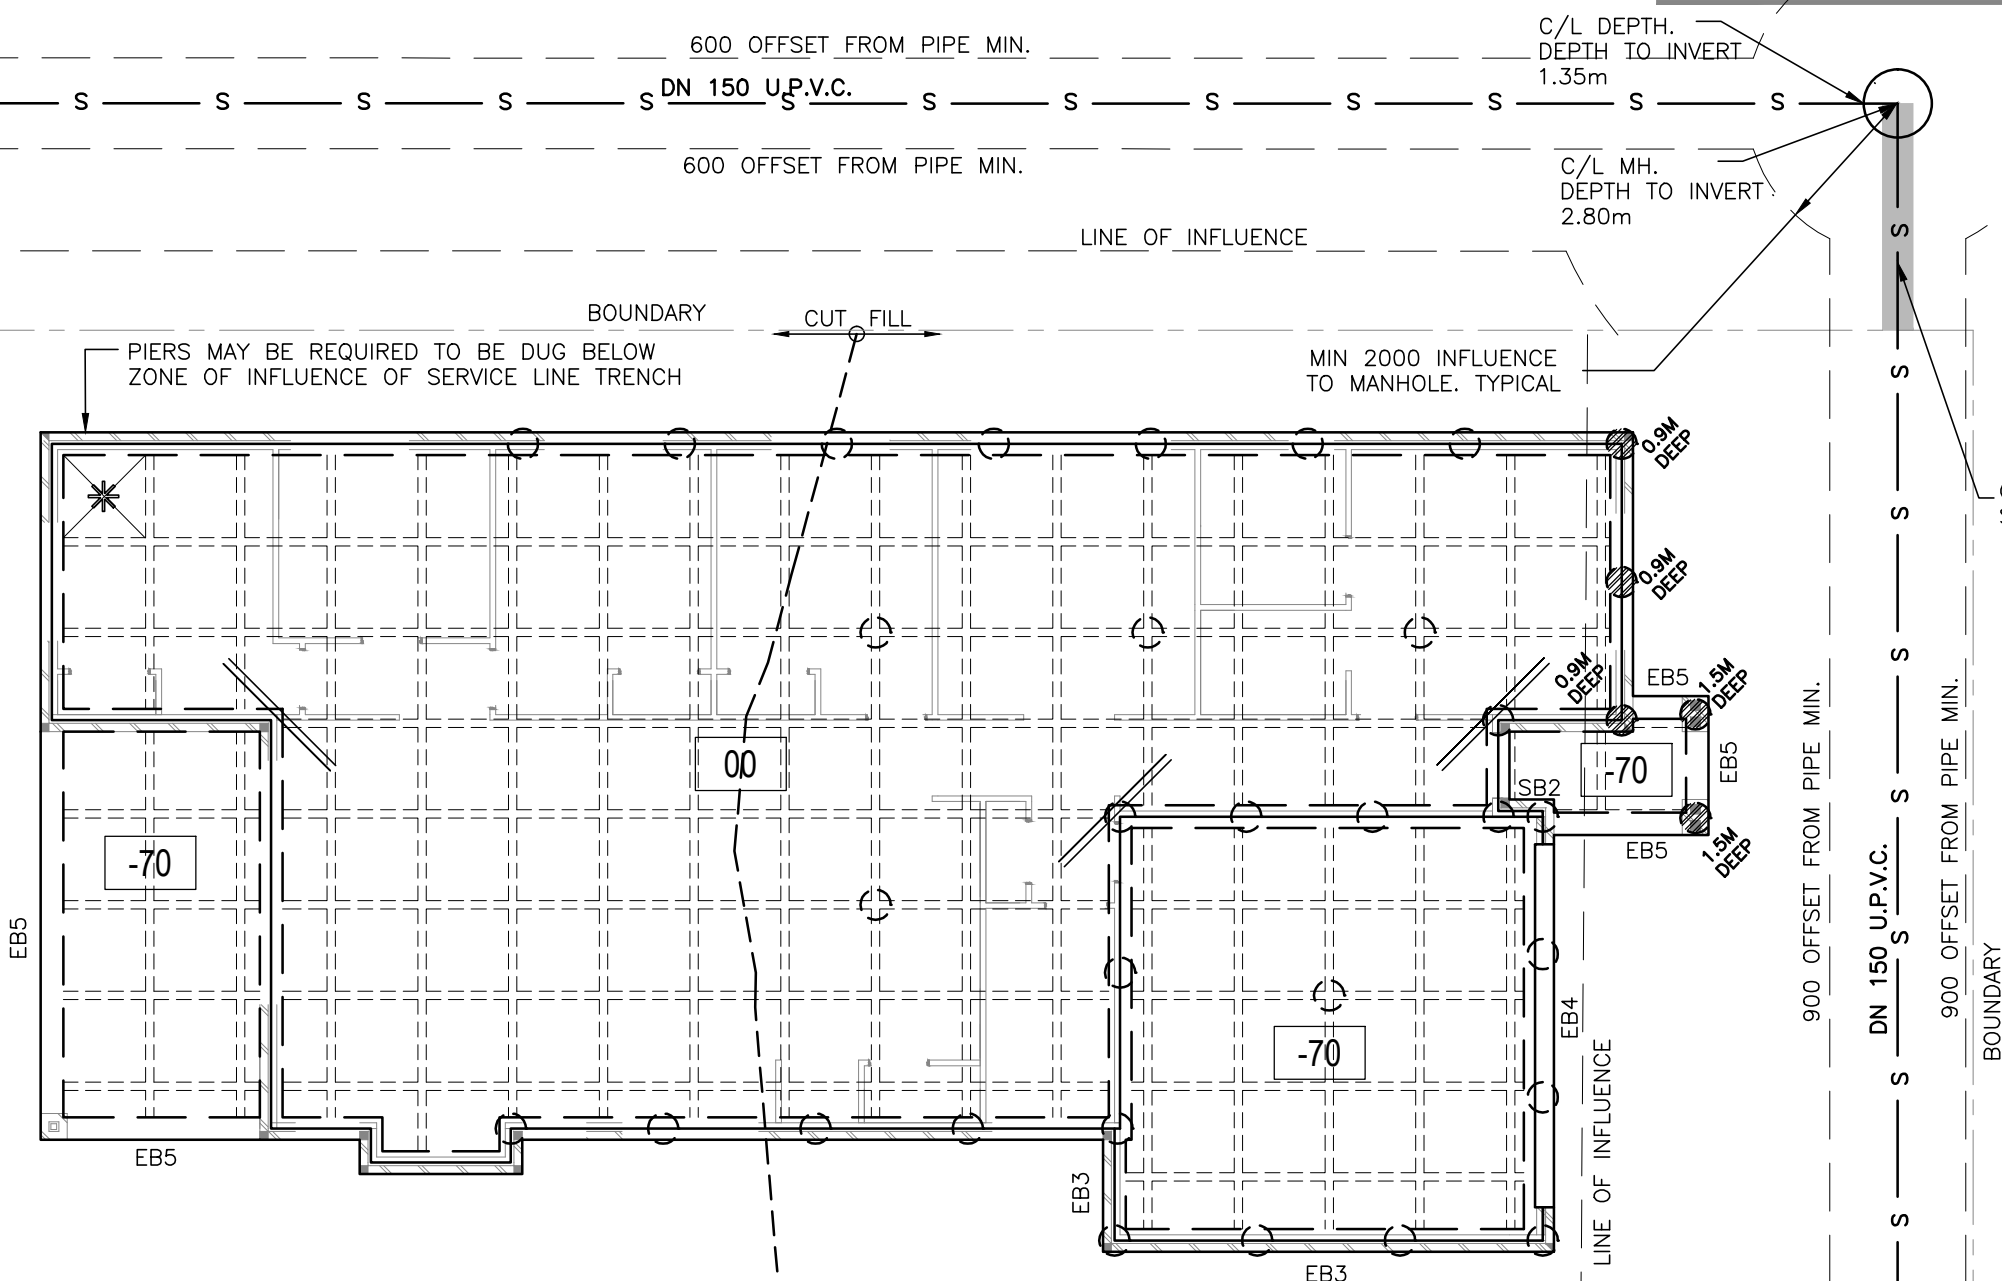 600 OFFSET FROM PIPE MIN.
C/L DEPTH.
DEPTH TO INVERT
1.35m
S S S S S DN 150 U.P.V.C. S S S S S S S S
600 OFFSET FROM PIPE MIN.
C/L MH.
DEPTH TO INVERT
2.80m
S
LINE OF INFLUENCE
BOUNDARY
CUT FILL
PIERS MAY BE REQUIRED TO BE DUG BELOW
ZONE OF INFLUENCE OF SERVICE LINE TRENCH
MIN 2000 INFLUENCE
TO MANHOLE. TYPICAL
S
0.9M
DEEP
S
0.9M
DEEP
S
0.9M
DEEP
EB5
1.5M
DEEP
00
-70
EB5
SB2
S
-70
EB5
1.5M
DEEP
900 OFFSET FROM PIPE MIN.
DN 150 U.P.V.C.
900 OFFSET FROM PIPE MIN.
EB5
S
BOUNDARY
EB4
-70
S
LINE OF INFLUENCE
EB5
EB3
S
EB3